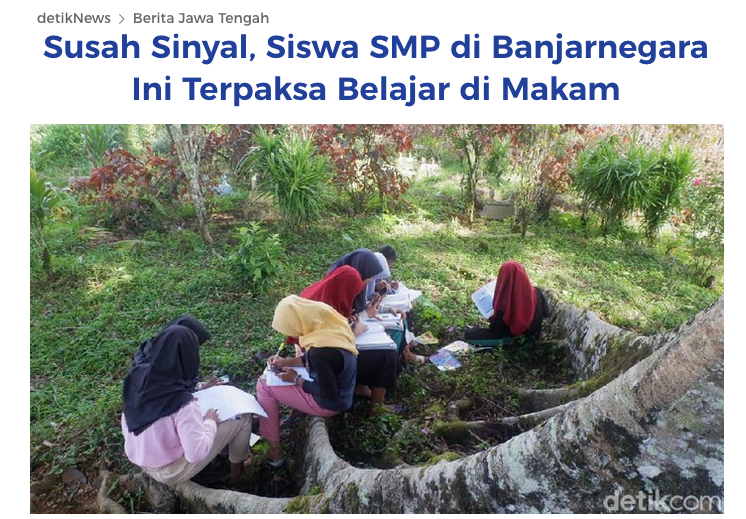 detikNews > Berita Jawa Tengah
Susah Sinyal, Siswa SMP di Banjarnegara
Ini Terpaksa Belajar di Makam
detikcom